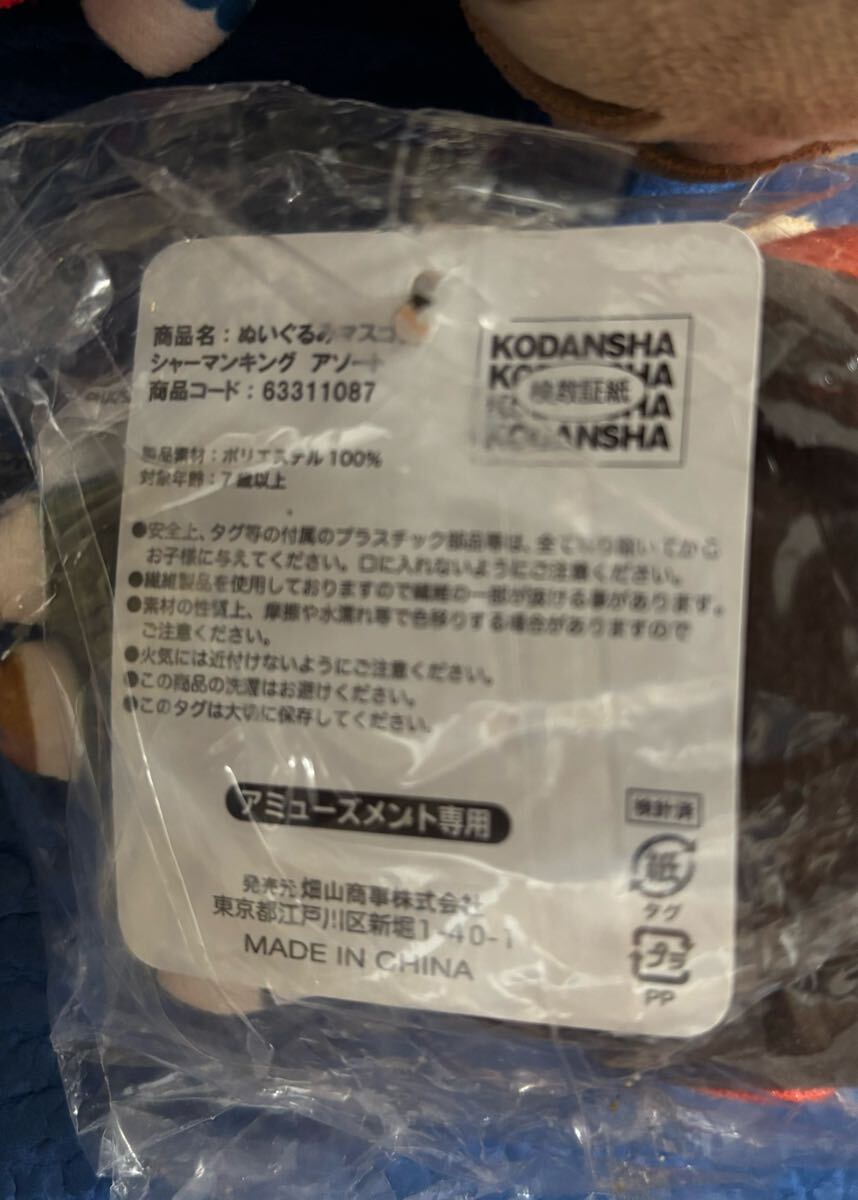 商品名：ぬいぐるみマスコ
シャーマンキング アソート
商品コード：63311087
KODANSHA
検数証紙
KODANSHA
製品素材：ポリエステル100%
対象年齢：7歳以上
●安全上、タグ等の付属のプラスチック部品等は、全て取り除いてから
お子様に与えてください。口に入れないようにご注意ください。
●繊維製品を使用しておりますので繊維の一部が抜ける事があります。
●素材の性質上、摩擦や水濡れ等で色移りする場合がありますので
ご注意ください。
●火気には近付けないようにご注意ください。
●この商品の洗濯はお避けください。
●このタグは大切に保存してください。
アミューズメント専用
検針済
紙
タグ
プラ
PP
発売元 畑山商事株式会社
東京都江戸川区新堀1-40-1
MADE IN CHINA